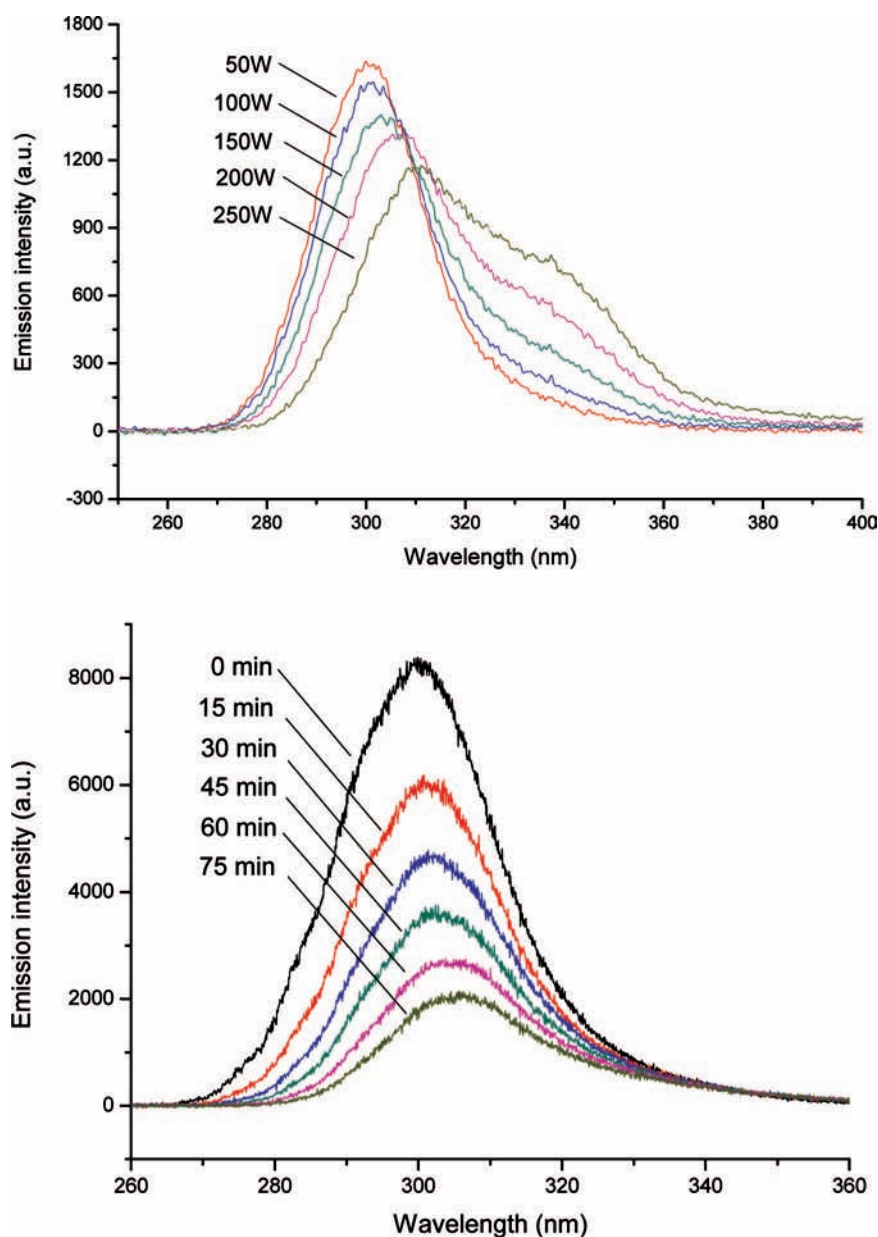 1800
1500
1200
900
600
300
0
-300
Emission intensity (a.u.)
50W
100W
150W
200W
250W
260 280 300 320 340 360 380 400
Wavelength (nm)
8000
6000
4000
2000
0
Emission intensity (a.u.)
0 min
15 min
30 min
45 min
60 min
75 min
260 280 300 320 340 360
Wavelength (nm)